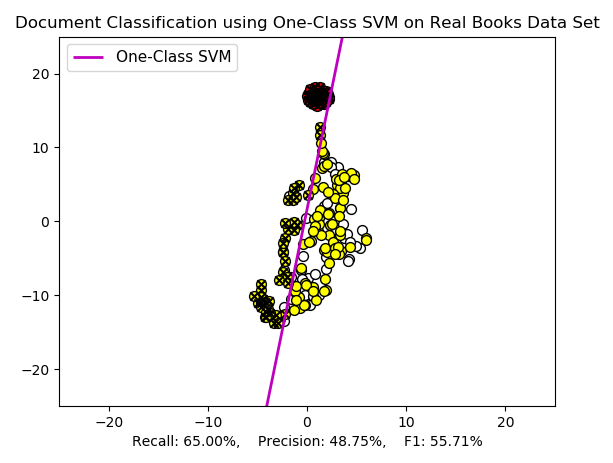 Document Classification using One-Class SVM on Real Books Data Set
One-Class SVM
20
10
0
−10
−20
−20 −10 0 10 20
Recall: 65.00%, Precision: 48.75%, F1: 55.71%